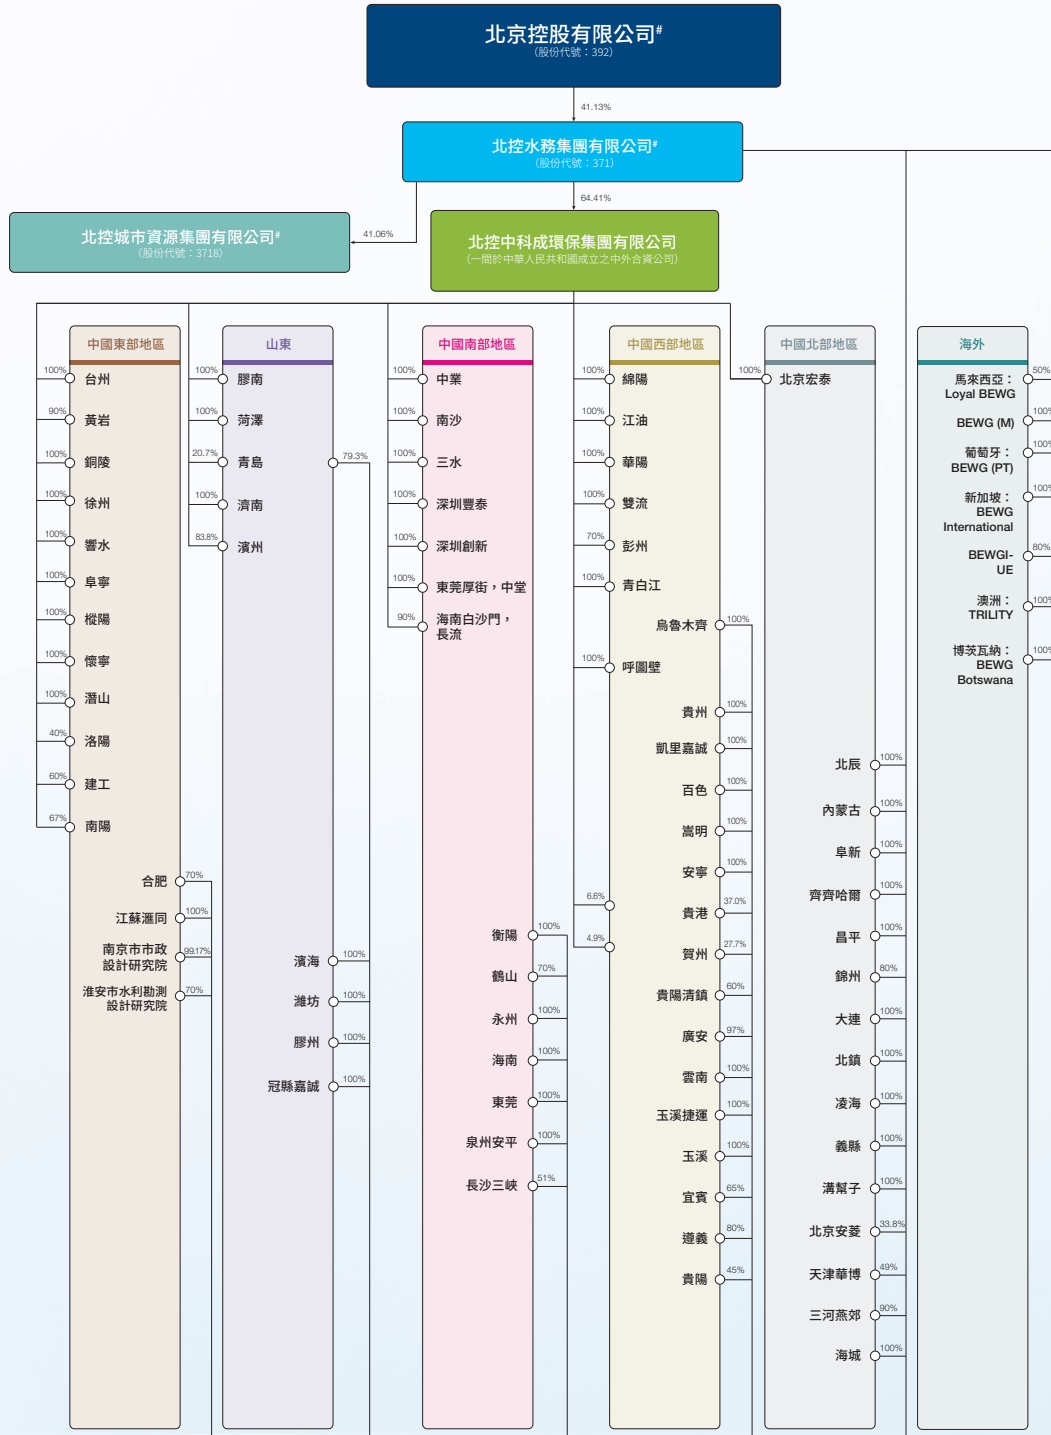 北京控股有限公司#
(股份代號：392)
41.13%
北控水務集團有限公司#
(股份代號：371)
64.41%
41.06%
北控城市資源集團有限公司#
(股份代號：3718)
北控中科成環保集團有限公司
(一間於中華人民共和國成立之中外合資公司)
中國東部地區
100% 台州
90% 黃岩
100% 銅陵
100% 徐州
100% 響水
100% 阜寧
100% 樅陽
100% 懷寧
100% 潛山
40% 洛陽
60% 建工
67% 南陽
合肥 70%
江蘇滙同 100%
南京市市政 99.17%
設計研究院
淮安市水利勘測 70%
設計研究院
山東
100% 膠南
100% 菏澤
20.7% 青島 79.3%
100% 濟南
83.8% 濱州
濱海 100%
濰坊 100%
膠州 100%
冠縣嘉誠 100%
中國南部地區
100% 中業
100% 南沙
100% 三水
100% 深圳豐泰
100% 深圳創新
100% 東莞厚街，中堂
90% 海南白沙門，
長流
衡陽 100%
鶴山 70%
永州 100%
海南 100%
東莞 100%
泉州安平 100%
長沙三峽 51%
中國西部地區
100% 綿陽
100% 江油
100% 華陽
100% 雙流
70% 彭州
100% 青白江
烏魯木齊 100%
100% 呼圖壁
貴州 100%
凱里嘉誠 100%
百色 100%
嵩明 100%
安寧 100%
6.6% 貴港 37.0%
4.9% 賀州 27.7%
貴陽清鎮 60%
廣安 97%
雲南 100%
玉溪捷運 100%
玉溪 100%
宜賓 65%
遵義 80%
貴陽 45%
中國北部地區
100% 北京宏泰
北辰 100%
內蒙古 100%
阜新 100%
齊齊哈爾 100%
昌平 100%
錦州 80%
大連 100%
北鎮 100%
凌海 100%
義縣 100%
溝幫子 100%
北京安菱 33.8%
天津華博 49%
三河燕郊 90%
海城 100%
海外
馬來西亞： 50%
Loyal BEWG
BEWG (M) 100%
葡萄牙： 100%
BEWG (PT)
新加坡： 100%
BEWG
International
BEWGI- 80%
UE
澳洲： 100%
TRILITY
博茨瓦納： 100%
BEWG
Botswana